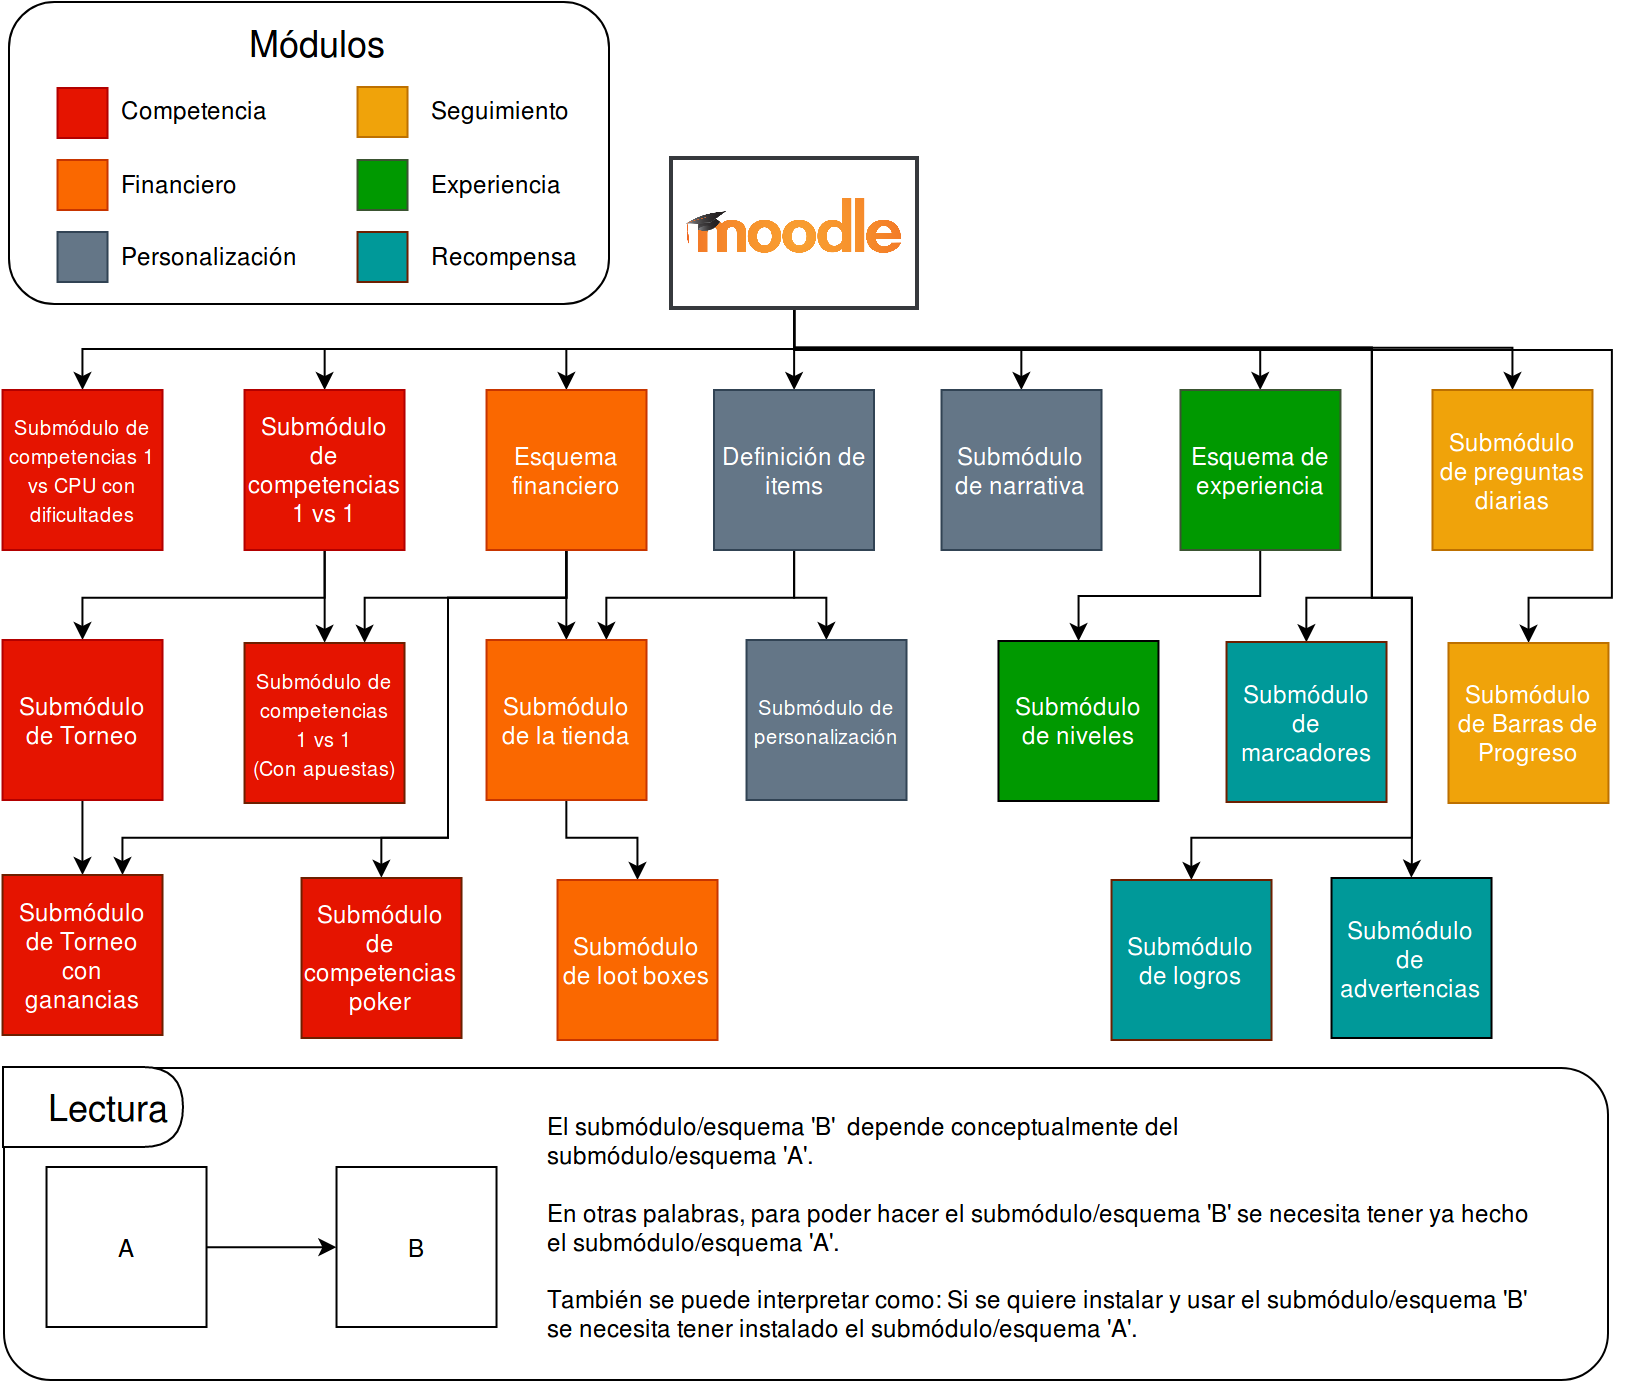 Módulos
Competencia
Seguimiento
Financiero
Experiencia
Personalización
Recompensa
moodle
Submódulo de
competencias 1
vs CPU con
dificultades
Submódulo
de
competencias
1 vs 1
Esquema
financiero
Definición de
items
Submódulo
de narrativa
Esquema de
experiencia
Submódulo
de preguntas
diarias
Submódulo
de Torneo
Submódulo de
competencias
1 vs 1
(Con apuestas)
Submódulo
de la tienda
Submódulo de
personalización
Submódulo
de niveles
Submódulo
de
marcadores
Submódulo
de Barras de
Progreso
Submódulo
de Torneo
con
ganancias
Submódulo
de
competencias
poker
Submódulo
de loot boxes
Submódulo
de logros
Submódulo
de
advertencias
Lectura
A
B
El submódulo/esquema 'B' depende conceptualmente del
submódulo/esquema 'A'.
En otras palabras, para poder hacer el submódulo/esquema 'B' se necesita tener ya hecho
el submódulo/esquema 'A'.
También se puede interpretar como: Si se quiere instalar y usar el submódulo/esquema 'B'
se necesita tener instalado el submódulo/esquema 'A'.